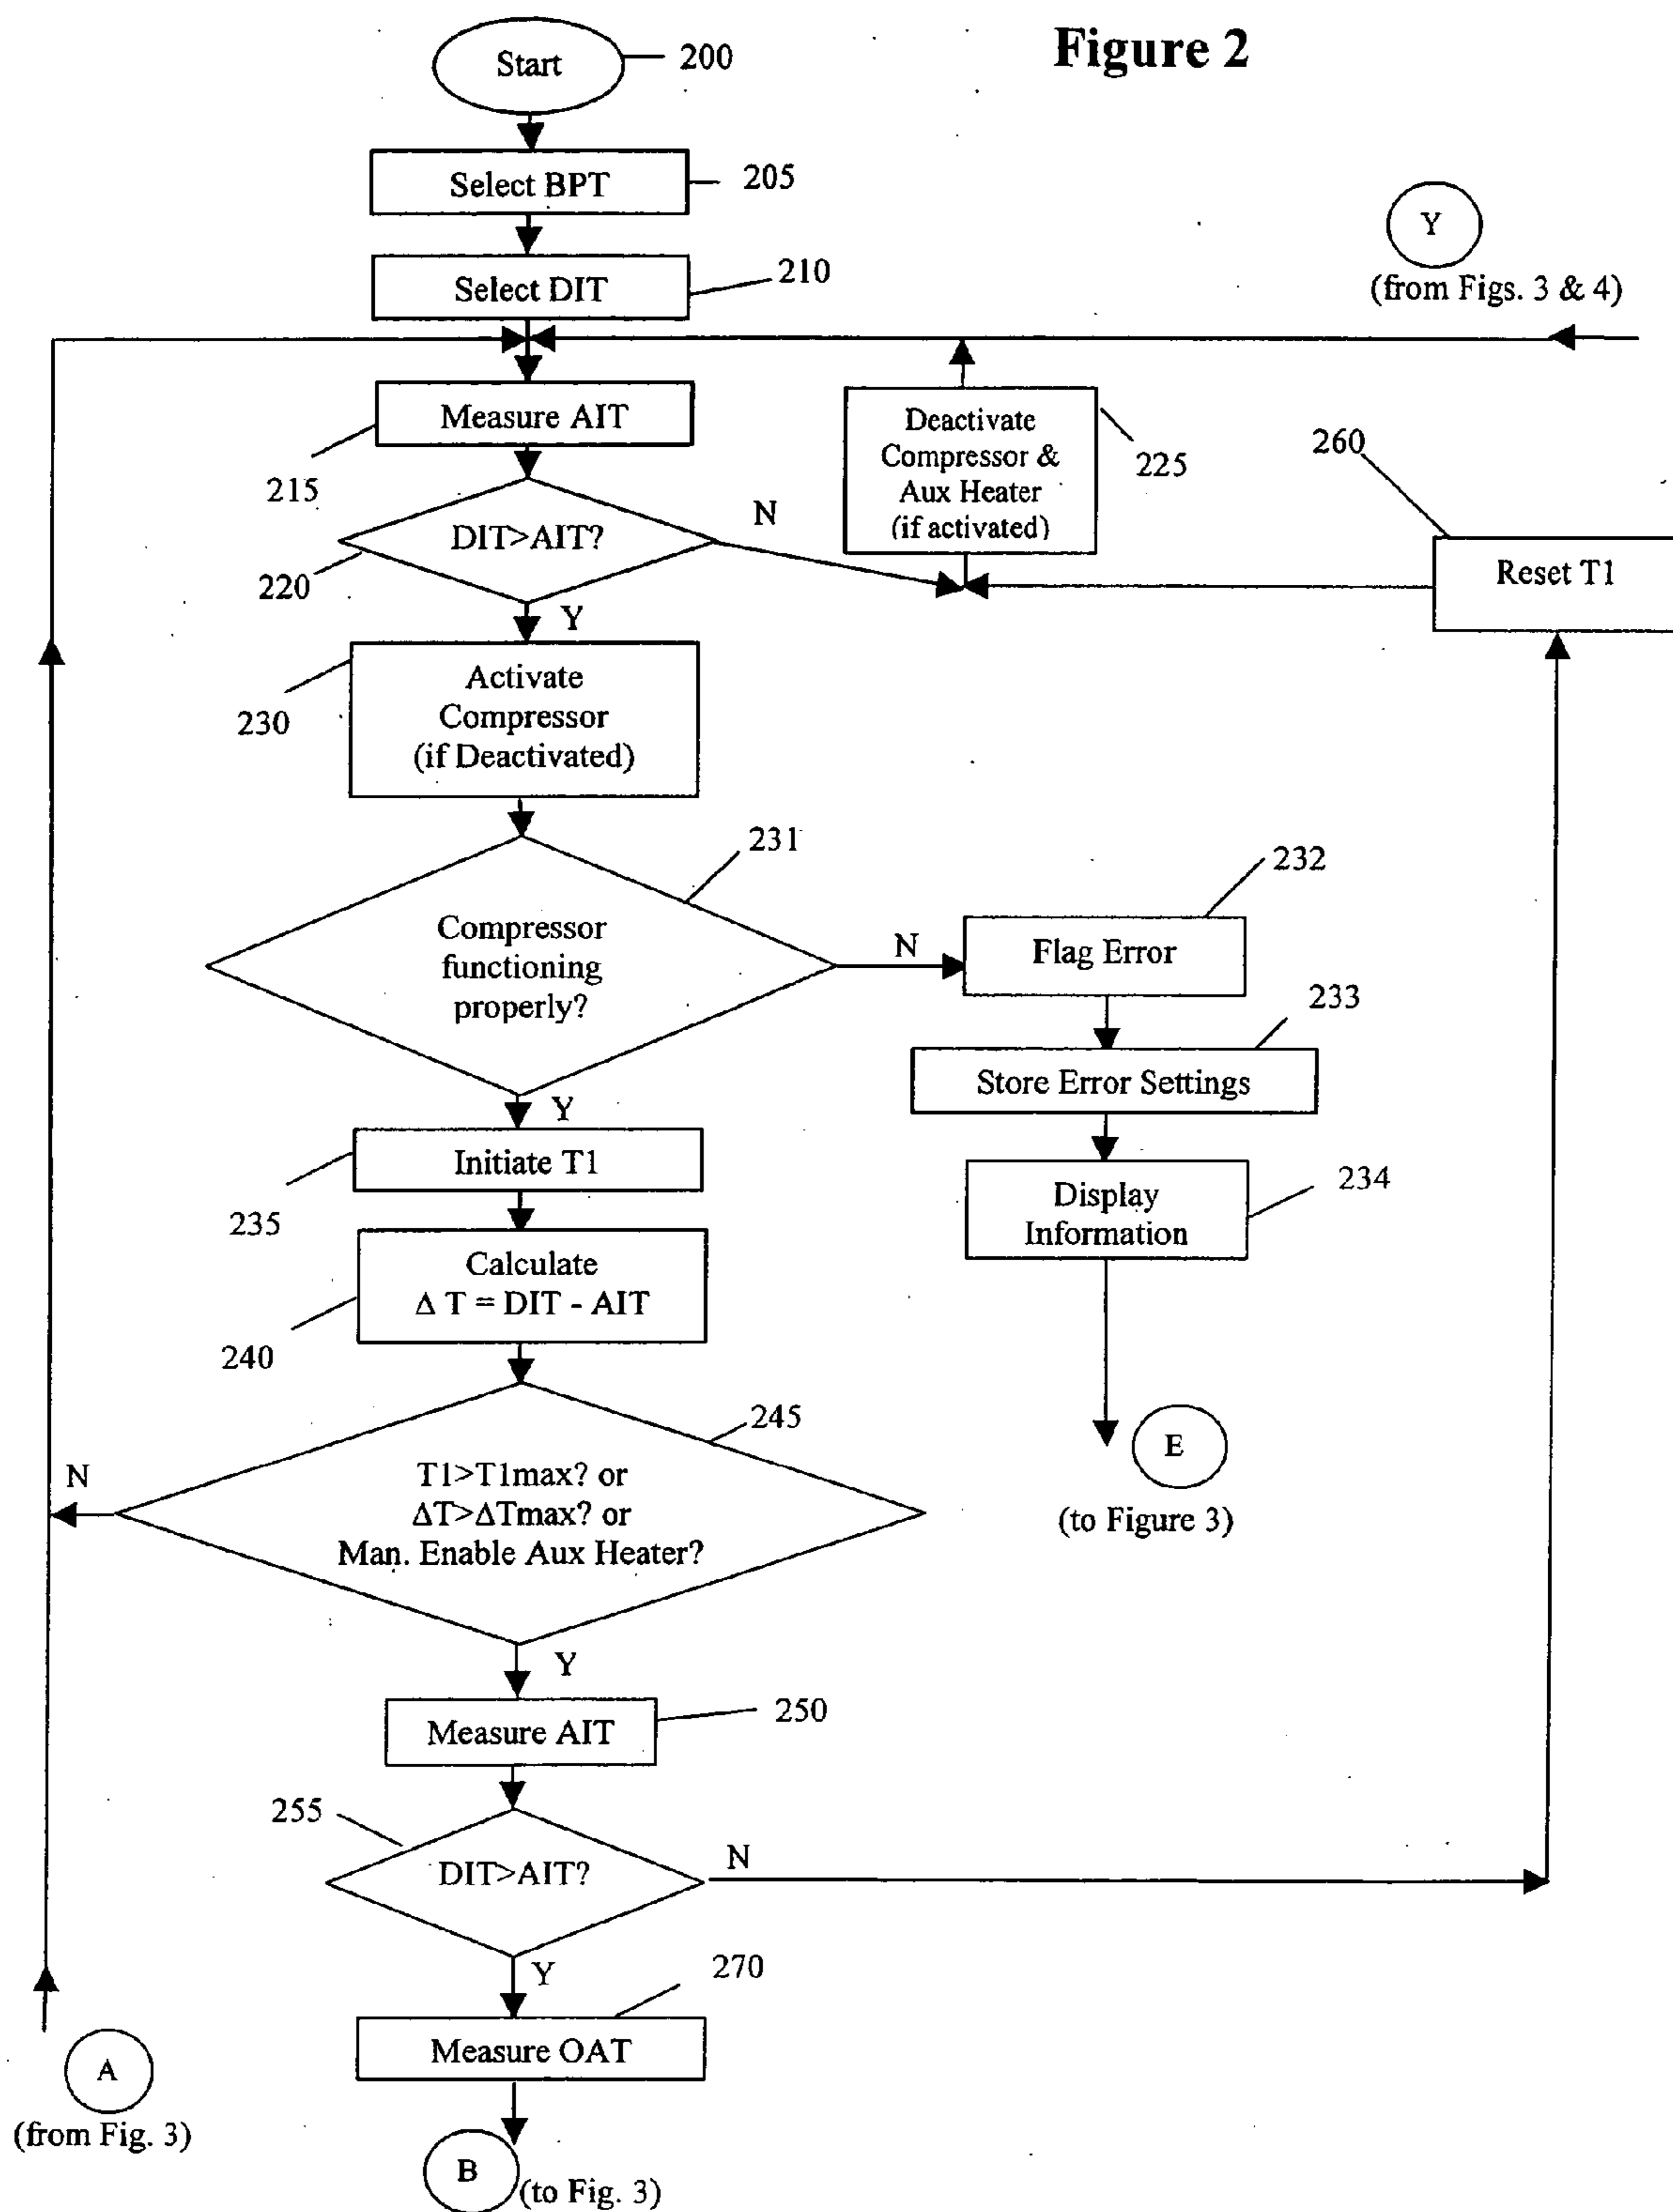 Figure 2
Start
200
Select BPT
205
Select DIT
210
Y
(from Figs. 3 & 4)
Measure AIT
215
Deactivate
Compressor &
Aux Heater
(if activated)
225
260
Reset T1
DIT>AIT?
N
220
Y
Activate
Compressor
(if Deactivated)
230
231
Compressor
functioning
properly?
N
232
Flag Error
233
Store Error Settings
Y
Initiate T1
235
Display
Information
234
Calculate
Δ T = DIT - AIT
240
245
E
(to Figure 3)
N
T1>T1max? or
ΔT>ΔTmax? or
Man. Enable Aux Heater?
Y
Measure AIT
250
255
DIT>AIT?
N
Y
270
Measure OAT
A
(from Fig. 3)
B
(to Fig. 3)